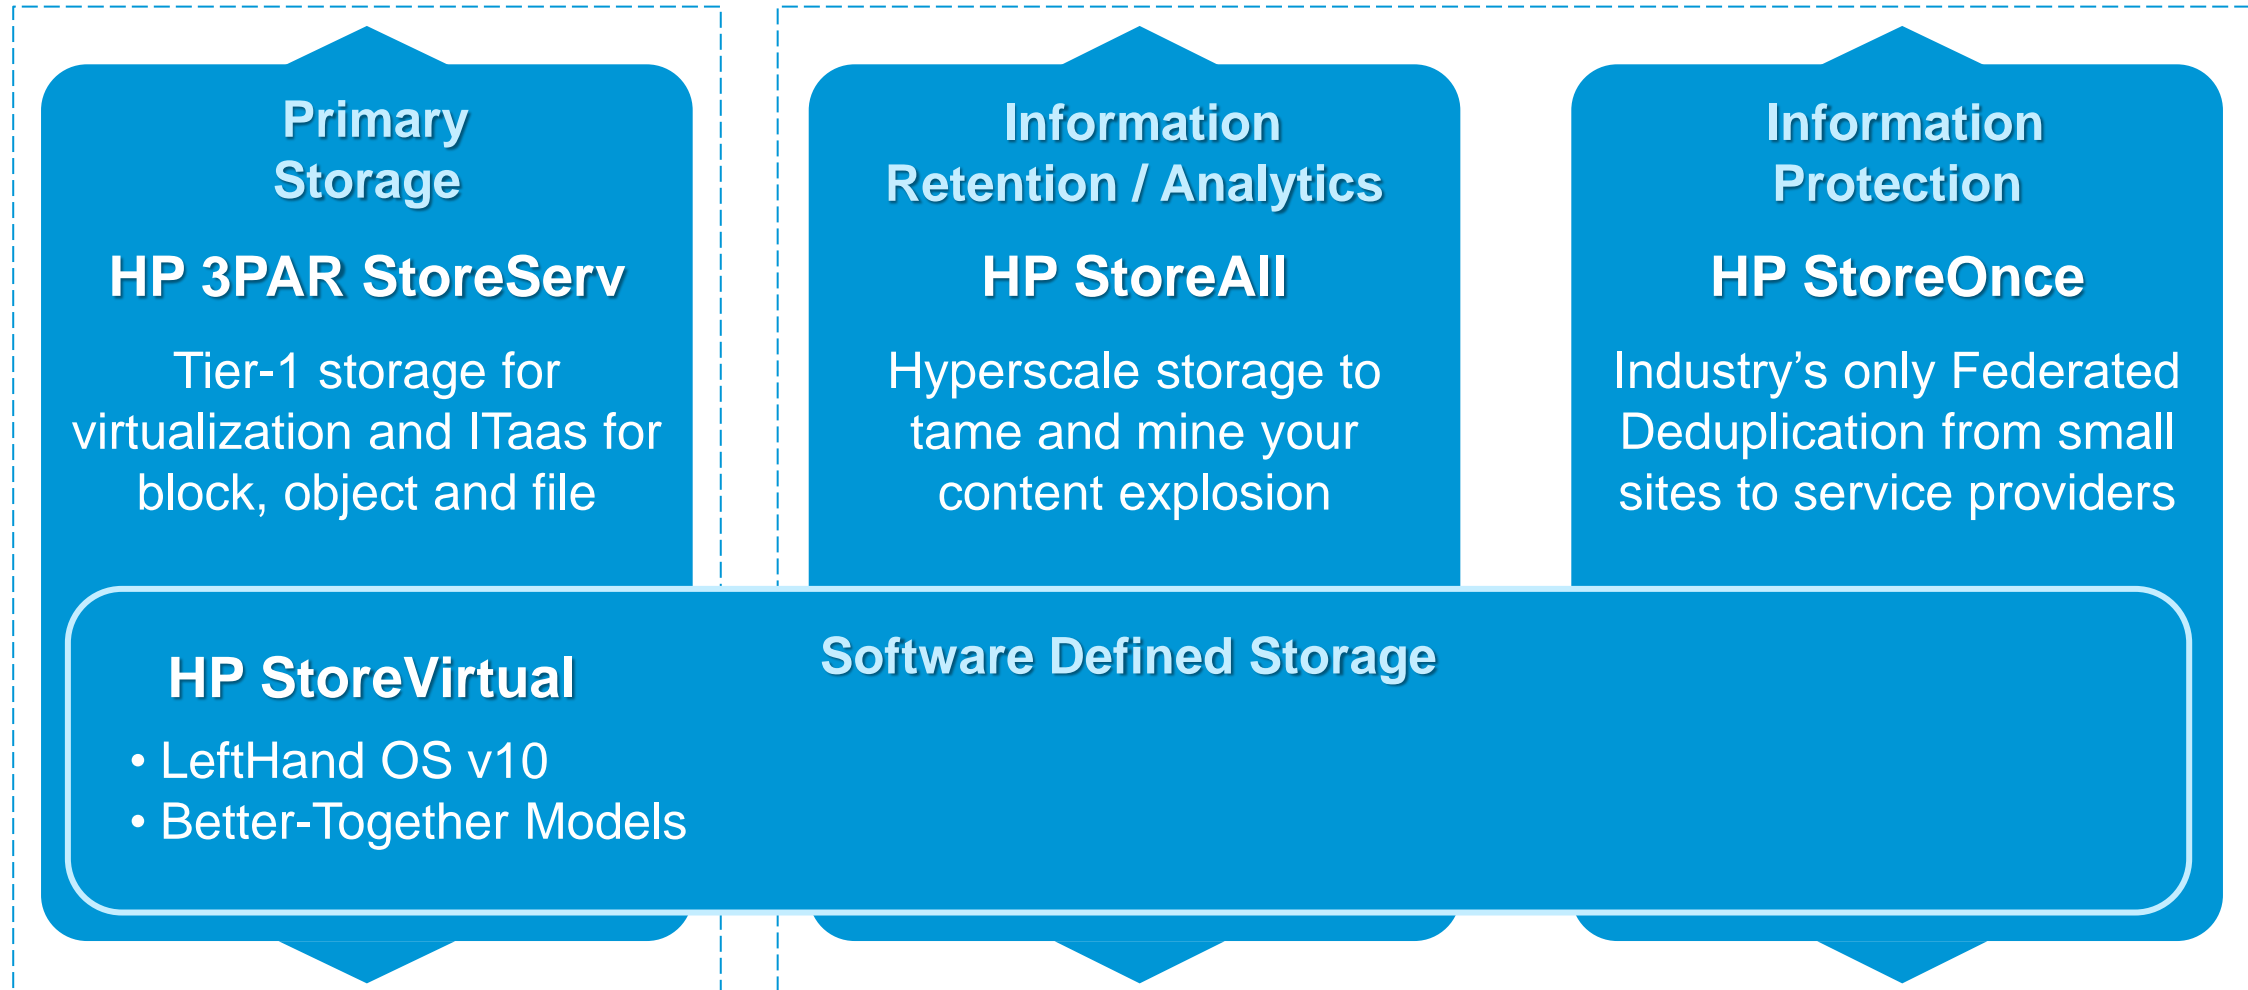 Primary
Storage
HP 3PAR StoreServ
Tier-1 storage for
virtualization and ITaas for
block, object and file
Information
Retention / Analytics
HP StoreAll
Hyperscale storage to
tame and mine your
content explosion
Information
Protection
HP StoreOnce
Industry’s only Federated
Deduplication from small
sites to service providers
Software Defined Storage
HP StoreVirtual
• LeftHand OS v10
• Better-Together Models